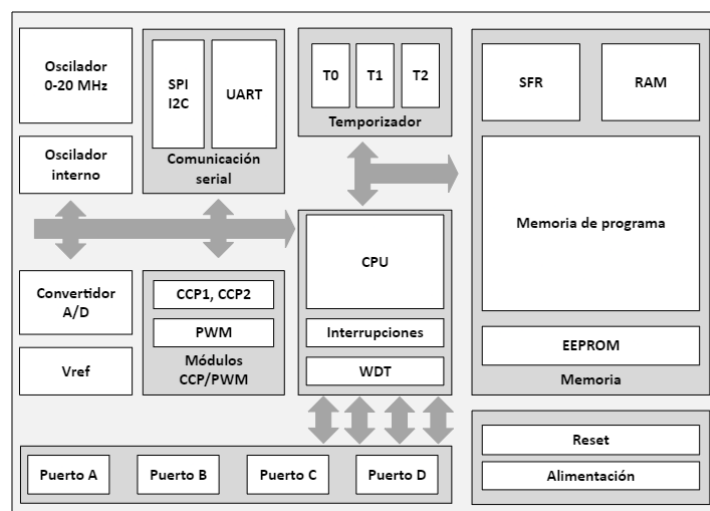 Oscilador
0-20 MHz
Oscilador
interno
SPI
I2C
UART
Comunicación
serial
T0
T1
T2
Temporizador
SFR
RAM
Memoria de programa
EEPROM
Memoria
CPU
Interrupciones
WDT
Convertidor
A/D
Vref
CCP1, CCP2
PWM
Módulos
CCP/PWM
Puerto A
Puerto B
Puerto C
Puerto D
Reset
Alimentación